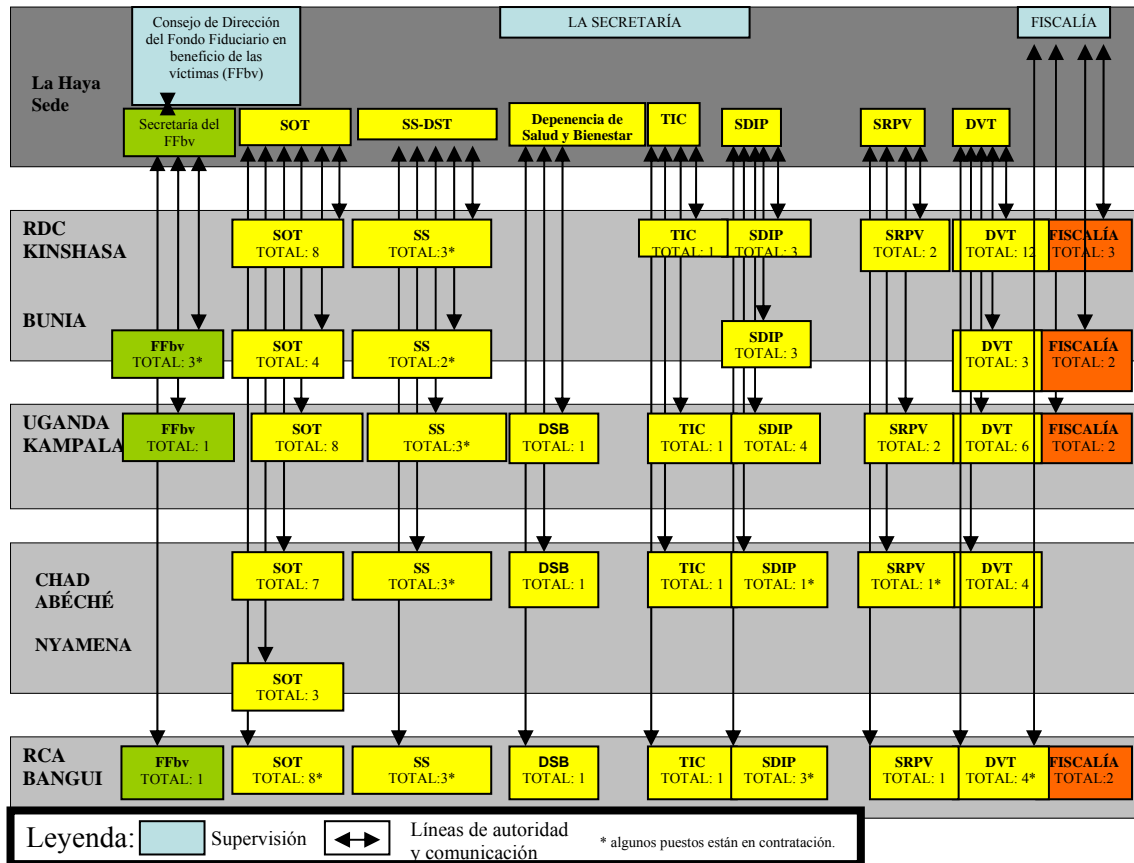 Consejo de Dirección
del Fondo Fiduciario en
beneficio de las
víctimas (FFbv)
LA SECRETARÍA
FISCALÍA
La Haya
Sede
Secretaría del
FFbv
SOT
SS-DST
Depenencia de
Salud y Bienestar
TIC
SDIP
SRPV
DVT
RDC
KINSHASA
SOT
TOTAL: 8
SS
TOTAL:3*
TIC
TOTAL: 1
SDIP
TOTAL: 3
SRPV
TOTAL: 2
DVT
TOTAL: 12
FISCALÍA
TOTAL: 3
BUNIA
FFbv
TOTAL: 3*
SOT
TOTAL: 4
SS
TOTAL:2*
SDIP
TOTAL: 3
DVT
TOTAL: 3
FISCALÍA
TOTAL: 2
UGANDA
KAMPALA
FFbv
TOTAL: 1
SOT
TOTAL: 8
SS
TOTAL:3*
DSB
TOTAL: 1
TIC
TOTAL: 1
SDIP
TOTAL: 4
SRPV
TOTAL: 2
DVT
TOTAL: 6
FISCALÍA
TOTAL: 2
CHAD
ABÉCHÉ
SOT
TOTAL: 7
SS
TOTAL:3*
DSB
TOTAL: 1
TIC
TOTAL: 1
SDIP
TOTAL: 1*
SRPV
TOTAL: 1*
DVT
TOTAL: 4
NYAMENA
SOT
TOTAL: 3
RCA
BANGUI
FFbv
TOTAL: 1
SOT
TOTAL: 8*
SS
TOTAL:3*
DSB
TOTAL: 1
TIC
TOTAL: 1
SDIP
TOTAL: 3*
SRPV
TOTAL: 1
DVT
TOTAL: 4*
FISCALÍA
TOTAL:2
Leyenda:
Supervisión
Líneas de autoridad
y comunicación
* algunos puestos están en contratación.